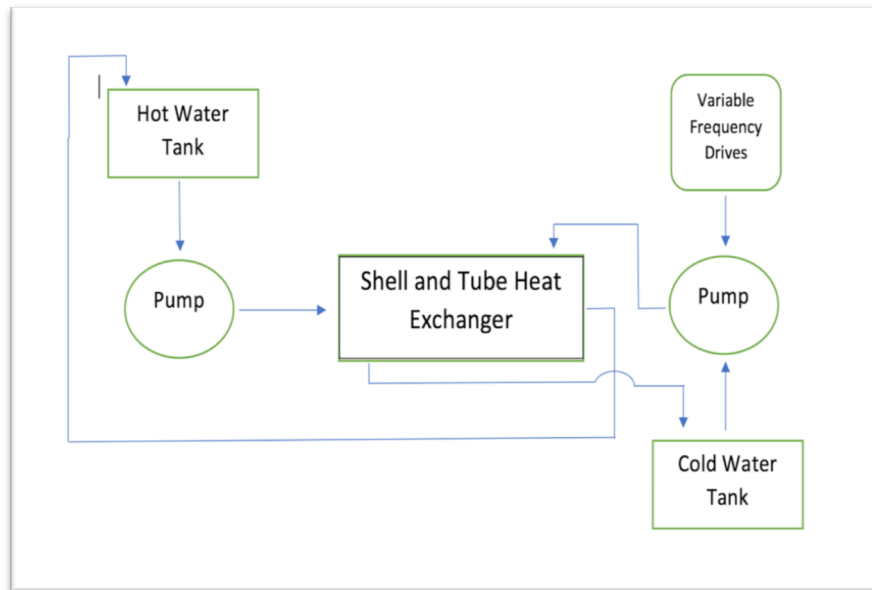 Hot Water
Tank
Variable
Frequency
Drives
Pump
Shell and Tube Heat
Exchanger
Pump
Cold Water
Tank